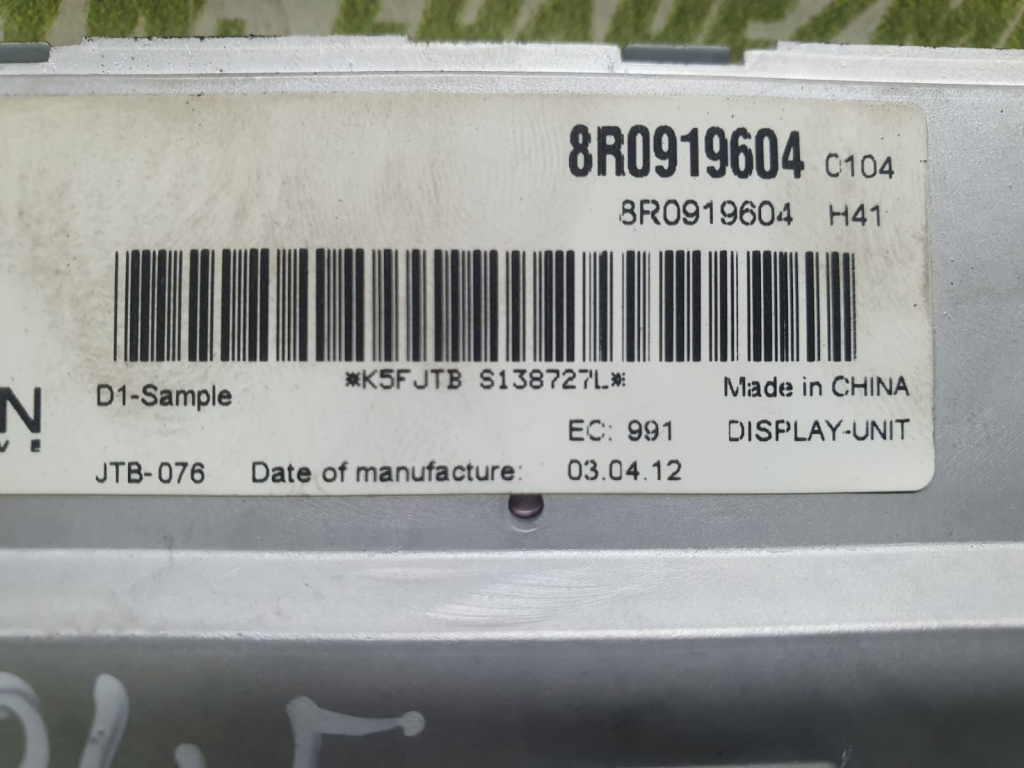 8R0919604 C104
8R0919604 H41
*K5FJTB S138727L*
D1-Sample
Made in CHINA
EC: 991 DISPLAY-UNIT
JTB-076 Date of manufacture: 03.04.12